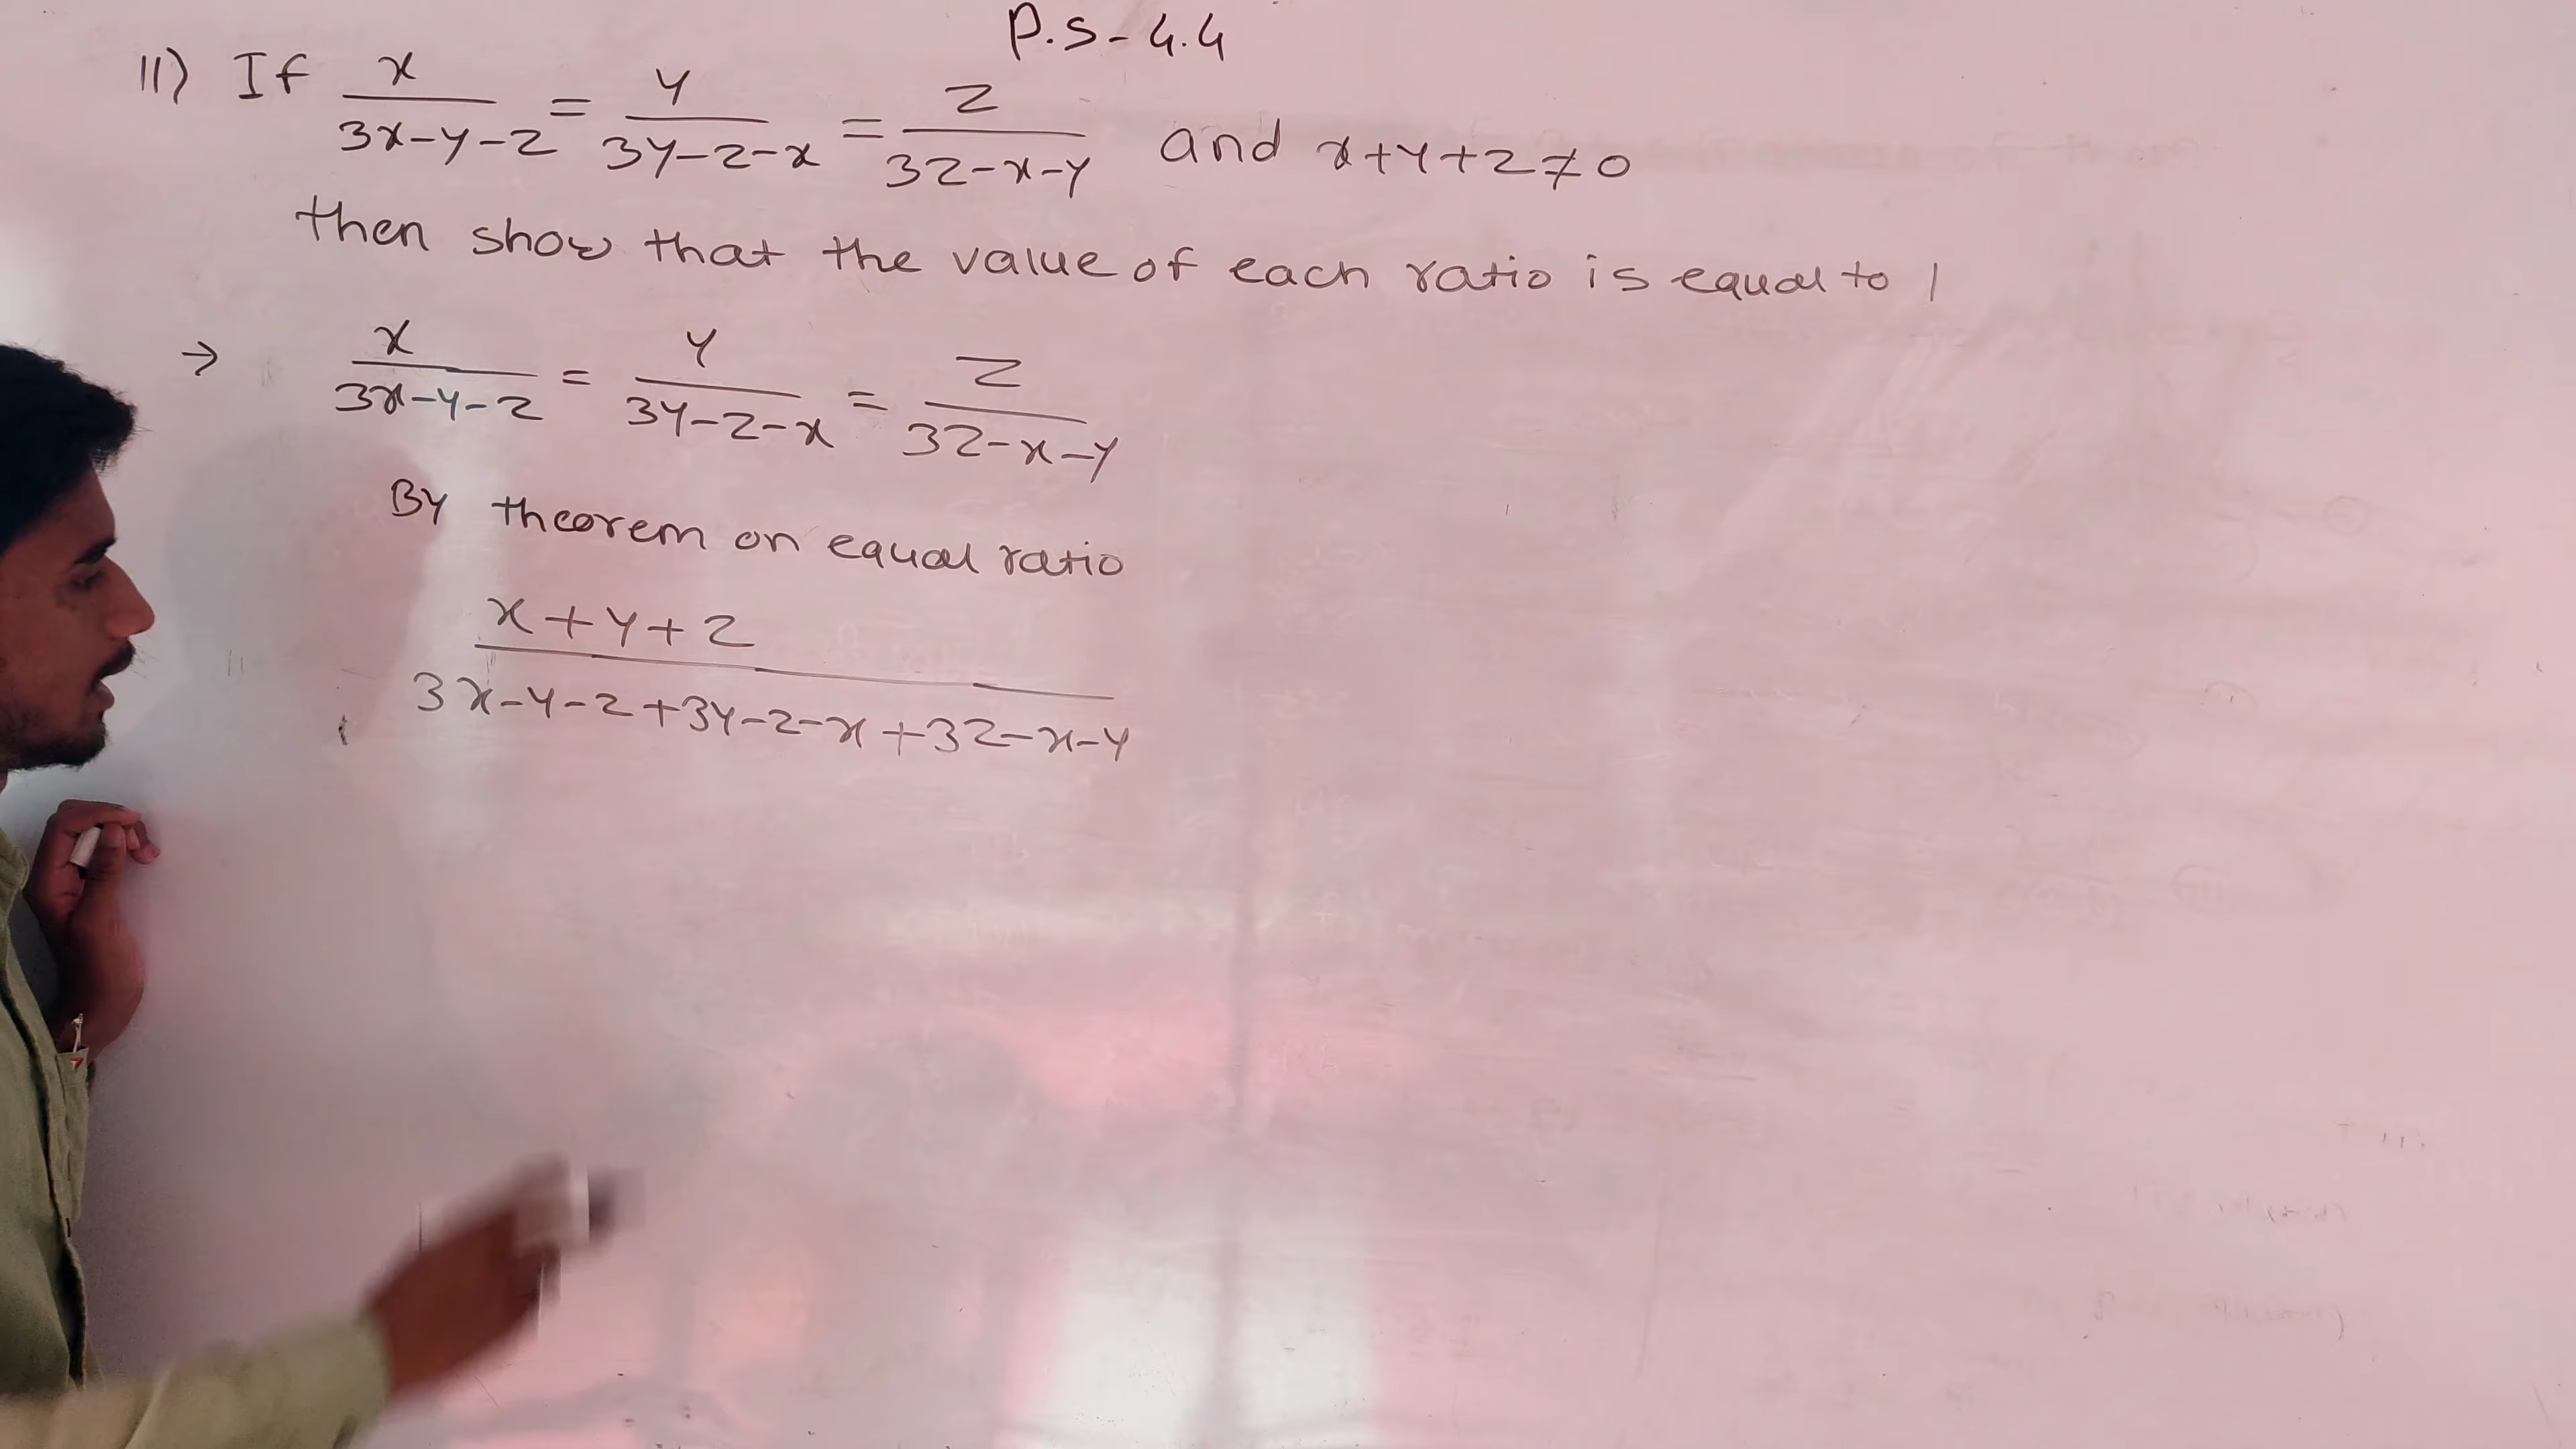 P.S-4.4
11) If x/(3x-y-z) = y/(3y-z-x) = z/(3z-x-y) and x+y+z≠0
then show that the value of each ratio is equal to 1
→ x/(3x-y-z) = y/(3y-z-x) = z/(3z-x-y)
By theorem on equal ratio
x+y+z
3x-y-z+3y-z-x+3z-x-y